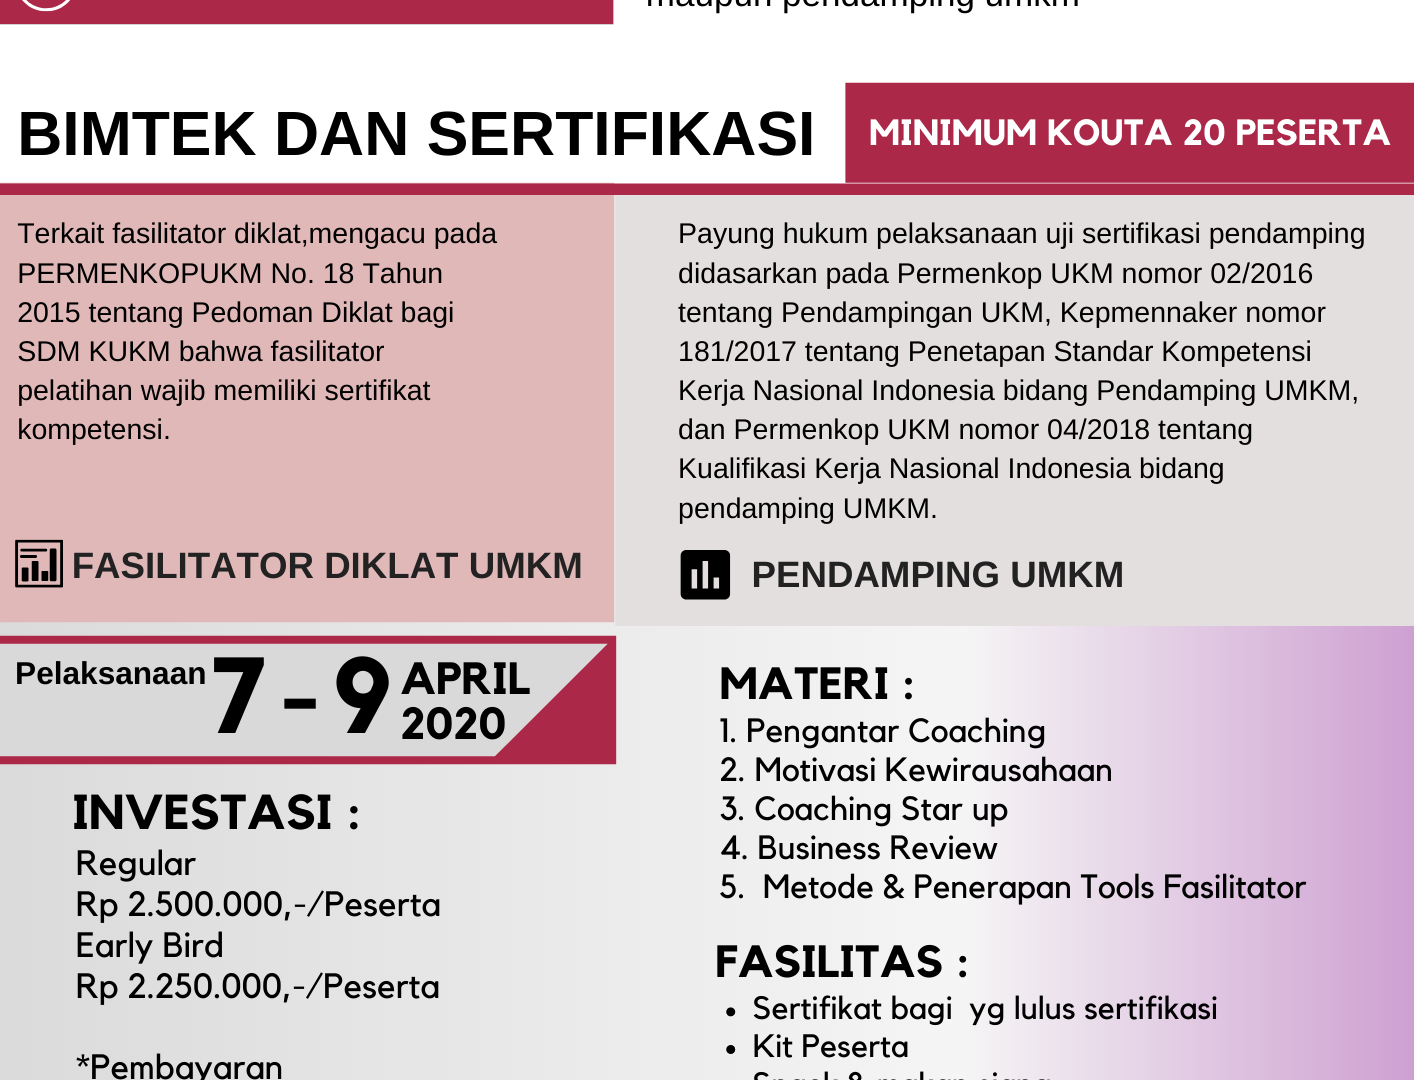 maupun pendamping umkm
BIMTEK DAN SERTIFIKASI
MINIMUM KOUTA 20 PESERTA
Terkait fasilitator diklat,mengacu pada
PERMENKOPUKM No. 18 Tahun
2015 tentang Pedoman Diklat bagi
SDM KUKM bahwa fasilitator
pelatihan wajib memiliki sertifikat
kompetensi.
FASILITATOR DIKLAT UMKM
Payung hukum pelaksanaan uji sertifikasi pendamping
didasarkan pada Permenkop UKM nomor 02/2016
tentang Pendampingan UKM, Kepmennaker nomor
181/2017 tentang Penetapan Standar Kompetensi
Kerja Nasional Indonesia bidang Pendamping UMKM,
dan Permenkop UKM nomor 04/2018 tentang
Kualifikasi Kerja Nasional Indonesia bidang
pendamping UMKM.
PENDAMPING UMKM
Pelaksanaan 7 - 9 APRIL
2020
INVESTASI :
Regular
Rp 2.500.000,-/Peserta
Early Bird
Rp 2.250.000,-/Peserta
*Pembayaran
MATERI :
1. Pengantar Coaching
2. Motivasi Kewirausahaan
3. Coaching Star up
4. Business Review
5.  Metode & Penerapan Tools Fasilitator
FASILITAS :
• Sertifikat bagi  yg lulus sertifikasi
• Kit Peserta
Snack & makan siang